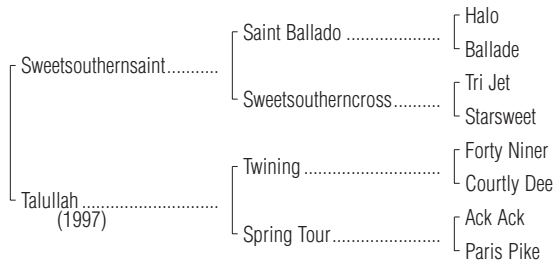 Halo
Saint Ballado ....................
Ballade
Sweetsouthernsaint...........
Tri Jet
Sweetsoutherncross..........
Starsweet
Forty Niner
Twining .............................
Courtly Dee
Talullah .............................
(1997)
Ack Ack
Spring Tour.......................
Paris Pike